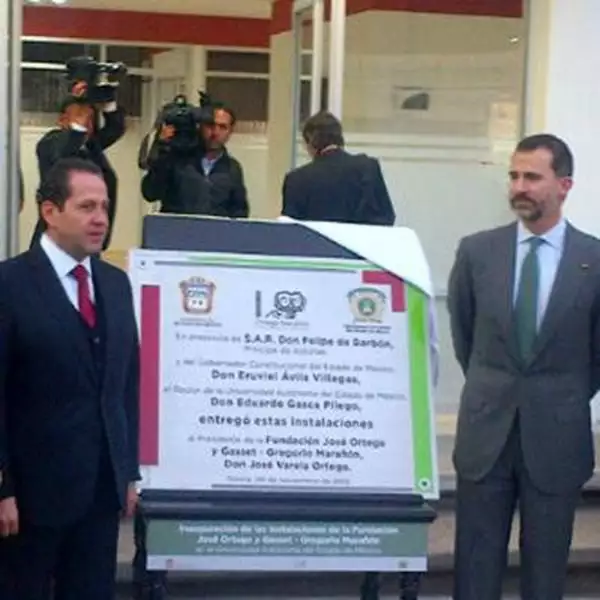 En presencia de S.A.R. Don Felipe de Borbón,
Príncipe de Asturias
y del Gobernador Constitucional del Estado de México,
Don Eruviel Ávila Villegas,
el Rector de la Universidad Autónoma del Estado de México,
Don Eduardo Gasca Pliego,
entregó estas instalaciones
al Presidente de la Fundación José Ortega
y Gasset - Gregorio Marañón,
Don José Varela Ortega.
de Noviembre de
Inauguración de las Instalaciones de la Fundación
José Ortega y Gasset - Gregorio Marañón
en la Universidad Autónoma del Estado de México